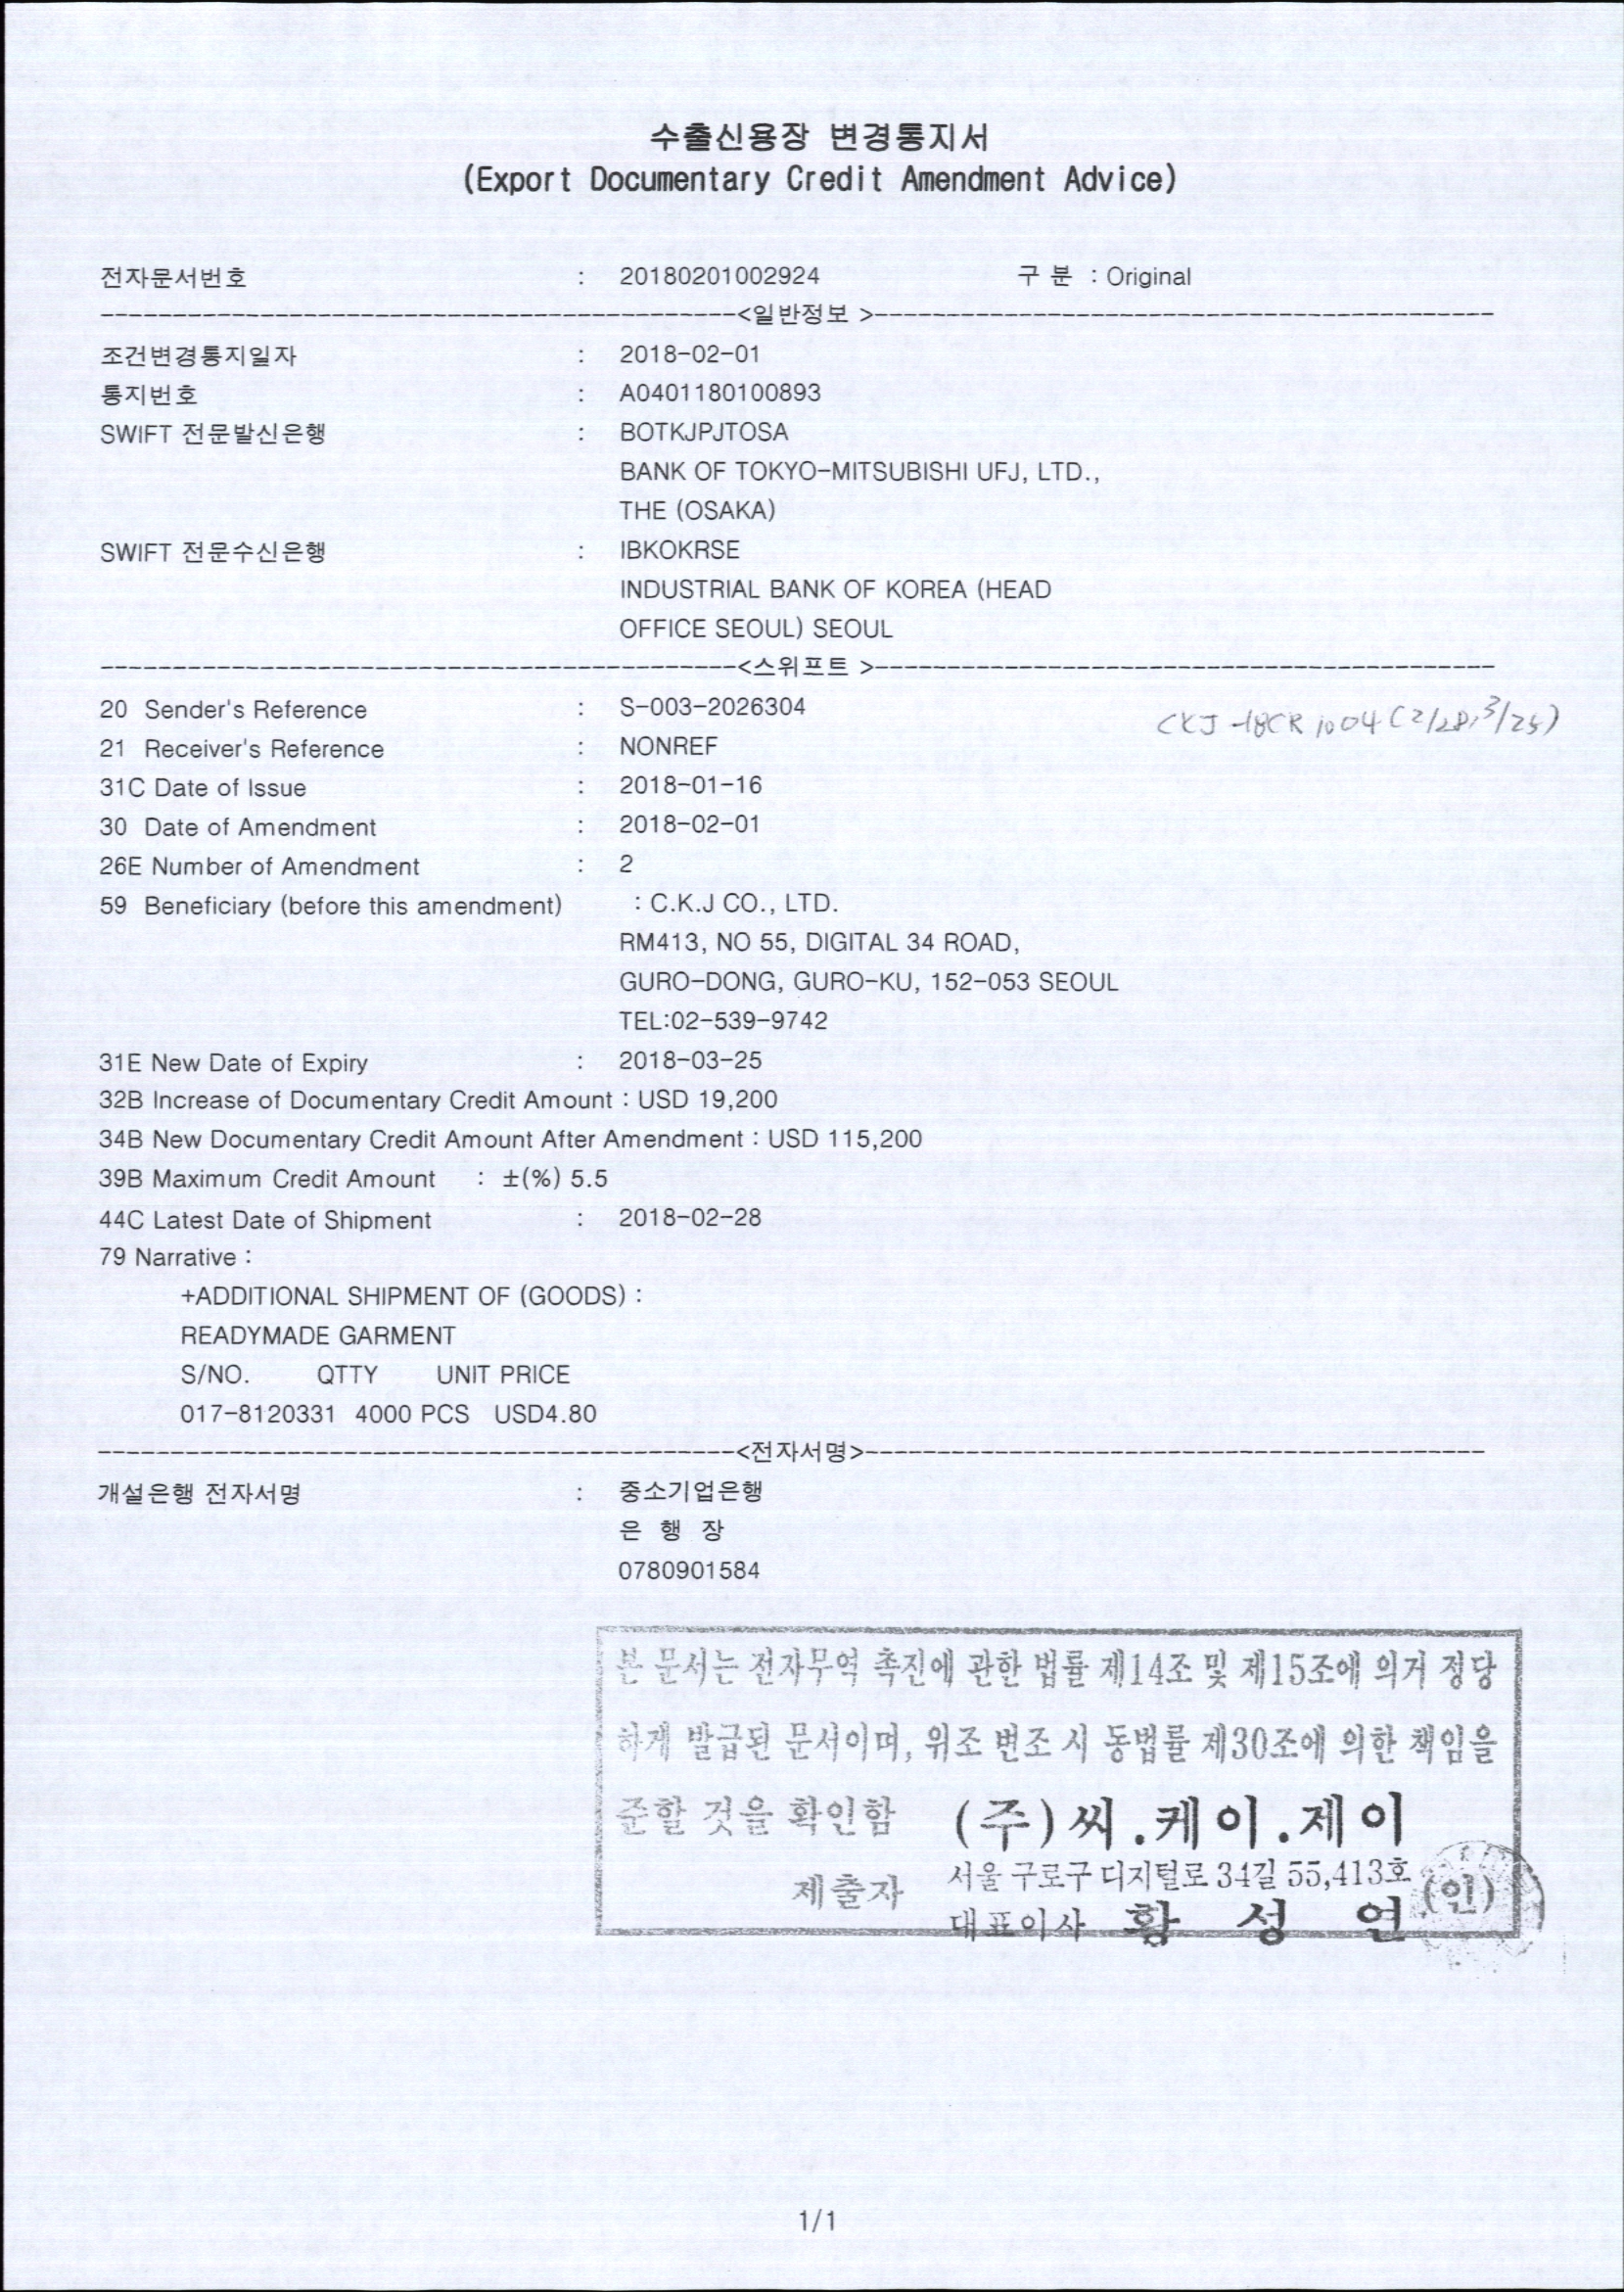 수출신용장 변경통지서
(Export Documentary Credit Amendment Advice)
전자문서번호 : 20180201002924 구 분 : Original
<일반정보 >
조건변경통지일자 : 2018-02-01
통지번호 : A0401180100893
SWIFT 전문발신은행 : BOTKJPJTOSA
BANK OF TOKYO-MITSUBISHI UFJ, LTD.,
THE (OSAKA)
SWIFT 전문수신은행 : IBKOKRSE
INDUSTRIAL BANK OF KOREA (HEAD
OFFICE SEOUL) SEOUL
<스위프트 >
20 Sender's Reference : S-003-2026304
CKJ-18CR1004 (2/28, 3/25)
21 Receiver's Reference : NONREF
31C Date of Issue : 2018-01-16
30 Date of Amendment : 2018-02-01
26E Number of Amendment : 2
59 Beneficiary (before this amendment) : C.K.J CO., LTD.
RM413, NO 55, DIGITAL 34 ROAD,
GURO-DONG, GURO-KU, 152-053 SEOUL
TEL:02-539-9742
31E New Date of Expiry : 2018-03-25
32B Increase of Documentary Credit Amount : USD 19,200
34B New Documentary Credit Amount After Amendment : USD 115,200
39B Maximum Credit Amount : ±(%) 5.5
44C Latest Date of Shipment : 2018-02-28
79 Narrative :
+ADDITIONAL SHIPMENT OF (GOODS) :
READYMADE GARMENT
S/NO. QTTY UNIT PRICE
017-8120331 4000 PCS USD4.80
<전자서명>
개설은행 전자서명 : 중소기업은행
은 행 장
0780901584
본 문서는 전자무역 촉진에 관한 법률 제14조 및 제15조에 의거 정당
하게 발급된 문서이며, 위조 변조 시 동법률 제30조에 의한 책임을
준할 것을 확인함 (주)씨.케이.제이
서울 구로구 디지털로 34길 55,413호
제출자 (인)
대표이사 황 성 연
1/1